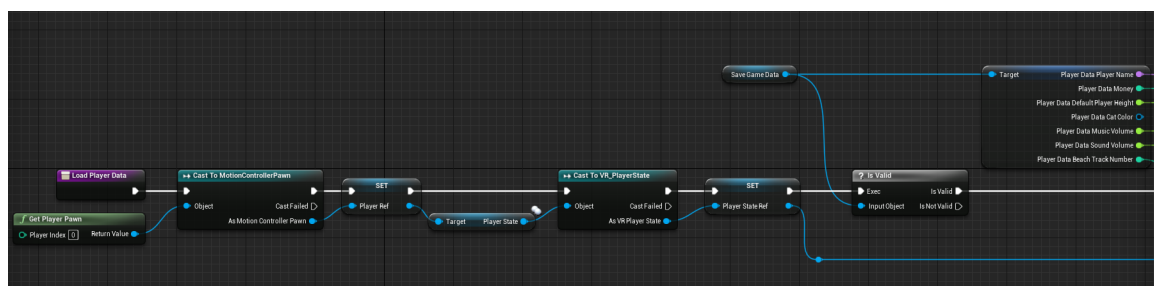 Save Game Data
Target
Player Data Player Name
Player Data Money
Player Data Default Player Height
Player Data Cat Color
Player Data Music Volume
Player Data Sound Volume
Player Data Beach Track Number
Load Player Data
Get Player Pawn
Player Index 0
Return Value
Cast To MotionControllerPawn
Object
Cast Failed
As Motion Controller Pawn
SET
Player Ref
Target
Player State
Cast To VR_PlayerState
Object
Cast Failed
As VR Player State
SET
Player State Ref
? Is Valid
Exec
Is Valid
Input Object
Is Not Valid